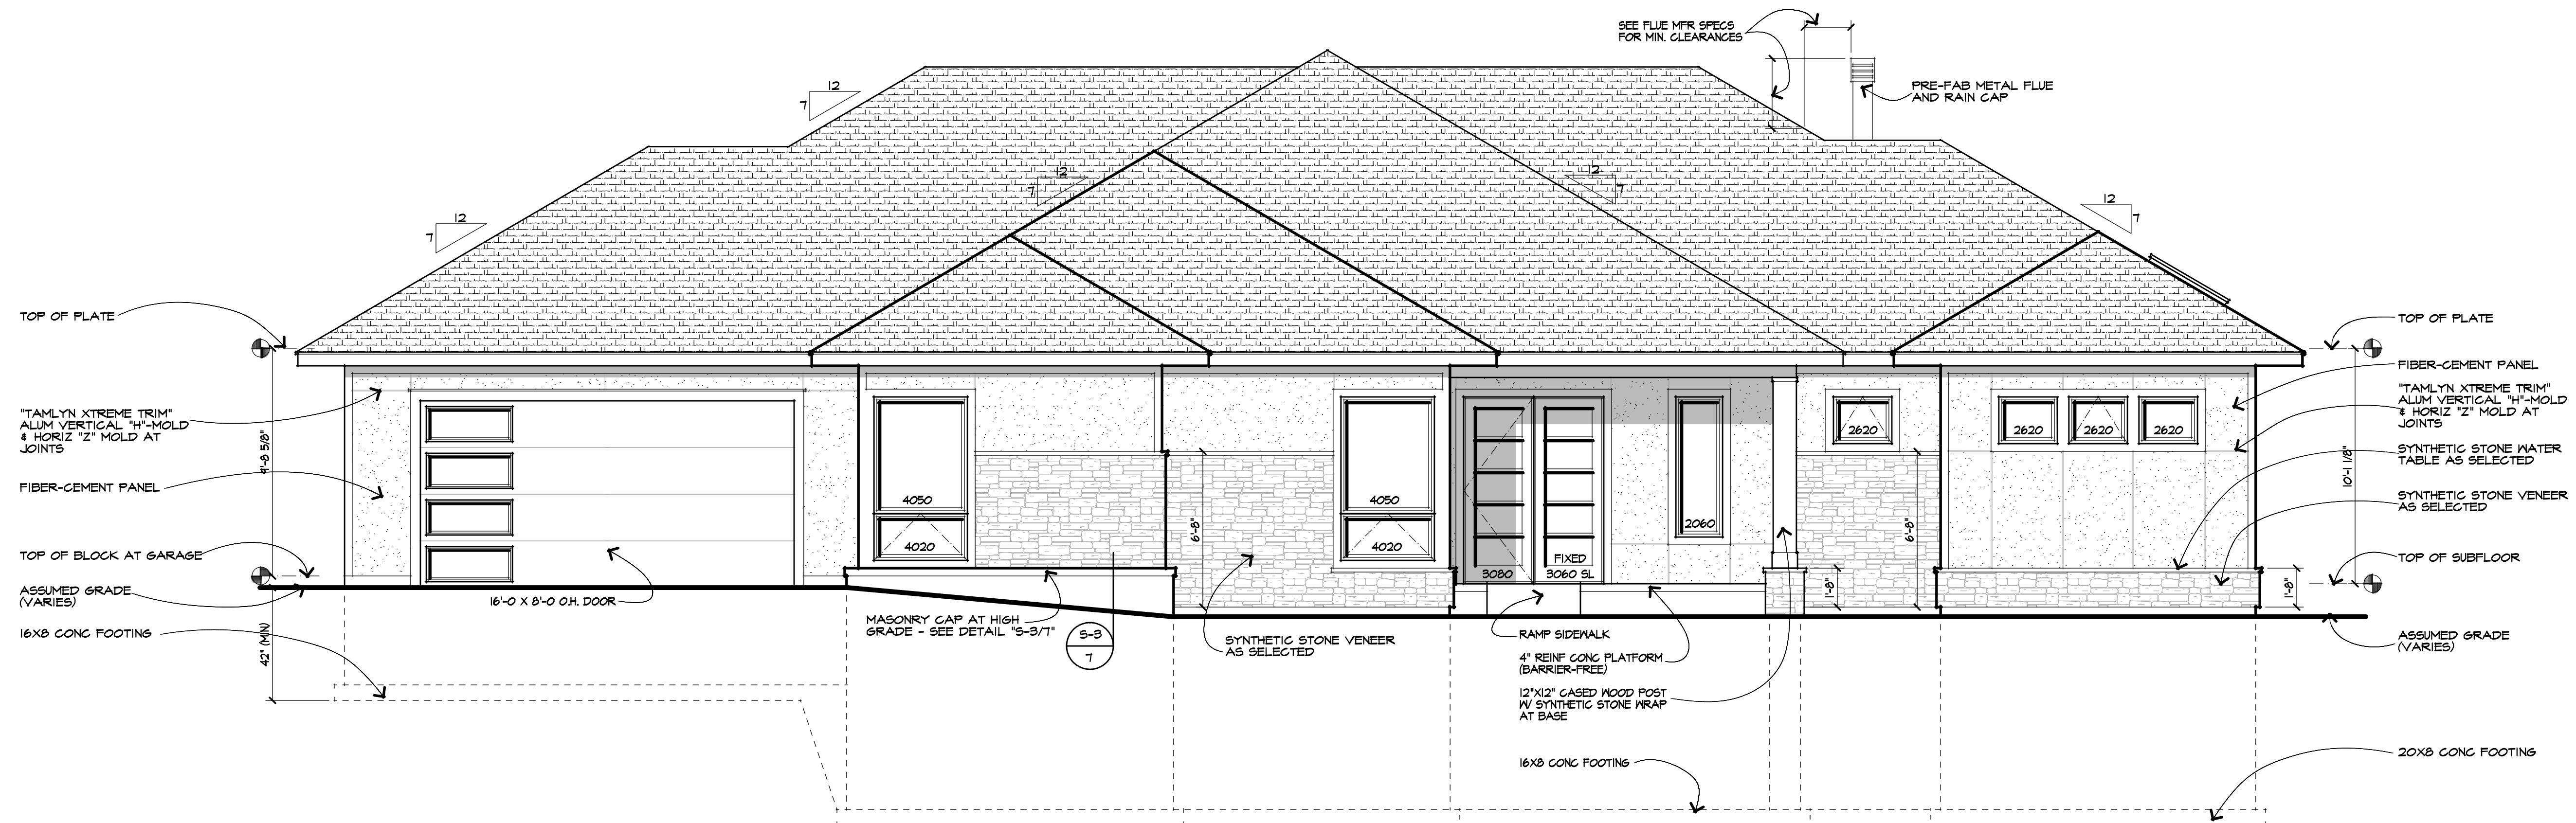 SEE FLUE MFR SPECS
FOR MIN. CLEARANCES
PRE-FAB METAL FLUE
AND RAIN CAP
12
7
12
7
12
7
12
7
12
7
TOP OF PLATE
9'-8 5/8"
"TAMLYN XTREME TRIM"
ALUM VERTICAL "H"-MOLD
& HORIZ "Z" MOLD AT
JOINTS
FIBER-CEMENT PANEL
TOP OF BLOCK AT GARAGE
ASSUMED GRADE
(VARIES)
16X8 CONC FOOTING
42" (MIN)
16'-0 X 8'-0 O.H. DOOR
4050
4020
MASONRY CAP AT HIGH
GRADE - SEE DETAIL "S-3/7"
S-3
7
6'-8"
SYNTHETIC STONE VENEER
AS SELECTED
4050
4020
3080
FIXED
3060 SL
2060
RAMP SIDEWALK
4" REINF CONC PLATFORM
(BARRIER-FREE)
12"X12" CASED WOOD POST
W/ SYNTHETIC STONE WRAP
AT BASE
16X8 CONC FOOTING
2620
1'-8"
6'-8"
2620
2620
2620
1'-8"
10'-1 1/8"
TOP OF PLATE
FIBER-CEMENT PANEL
"TAMLYN XTREME TRIM"
ALUM VERTICAL "H"-MOLD
& HORIZ "Z" MOLD AT
JOINTS
SYNTHETIC STONE WATER
TABLE AS SELECTED
SYNTHETIC STONE VENEER
AS SELECTED
TOP OF SUBFLOOR
ASSUMED GRADE
(VARIES)
20X8 CONC FOOTING